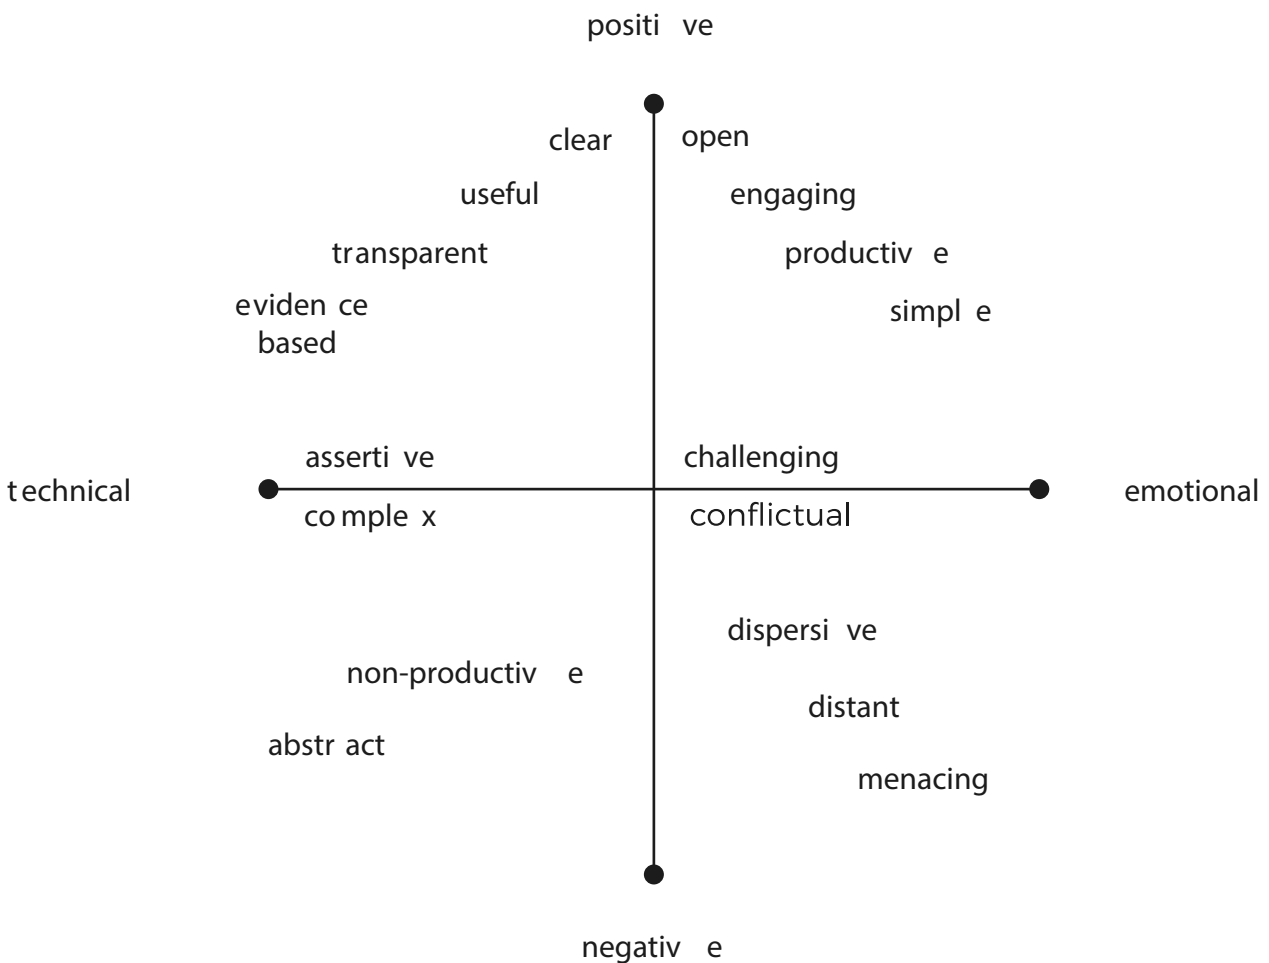 positive
clear
open
useful
engaging
transparent
productive
evidence
based
simple
assertive
challenging
technical
emotional
complex
conflictual
dispersive
non-productive
distant
abstract
menacing
negative